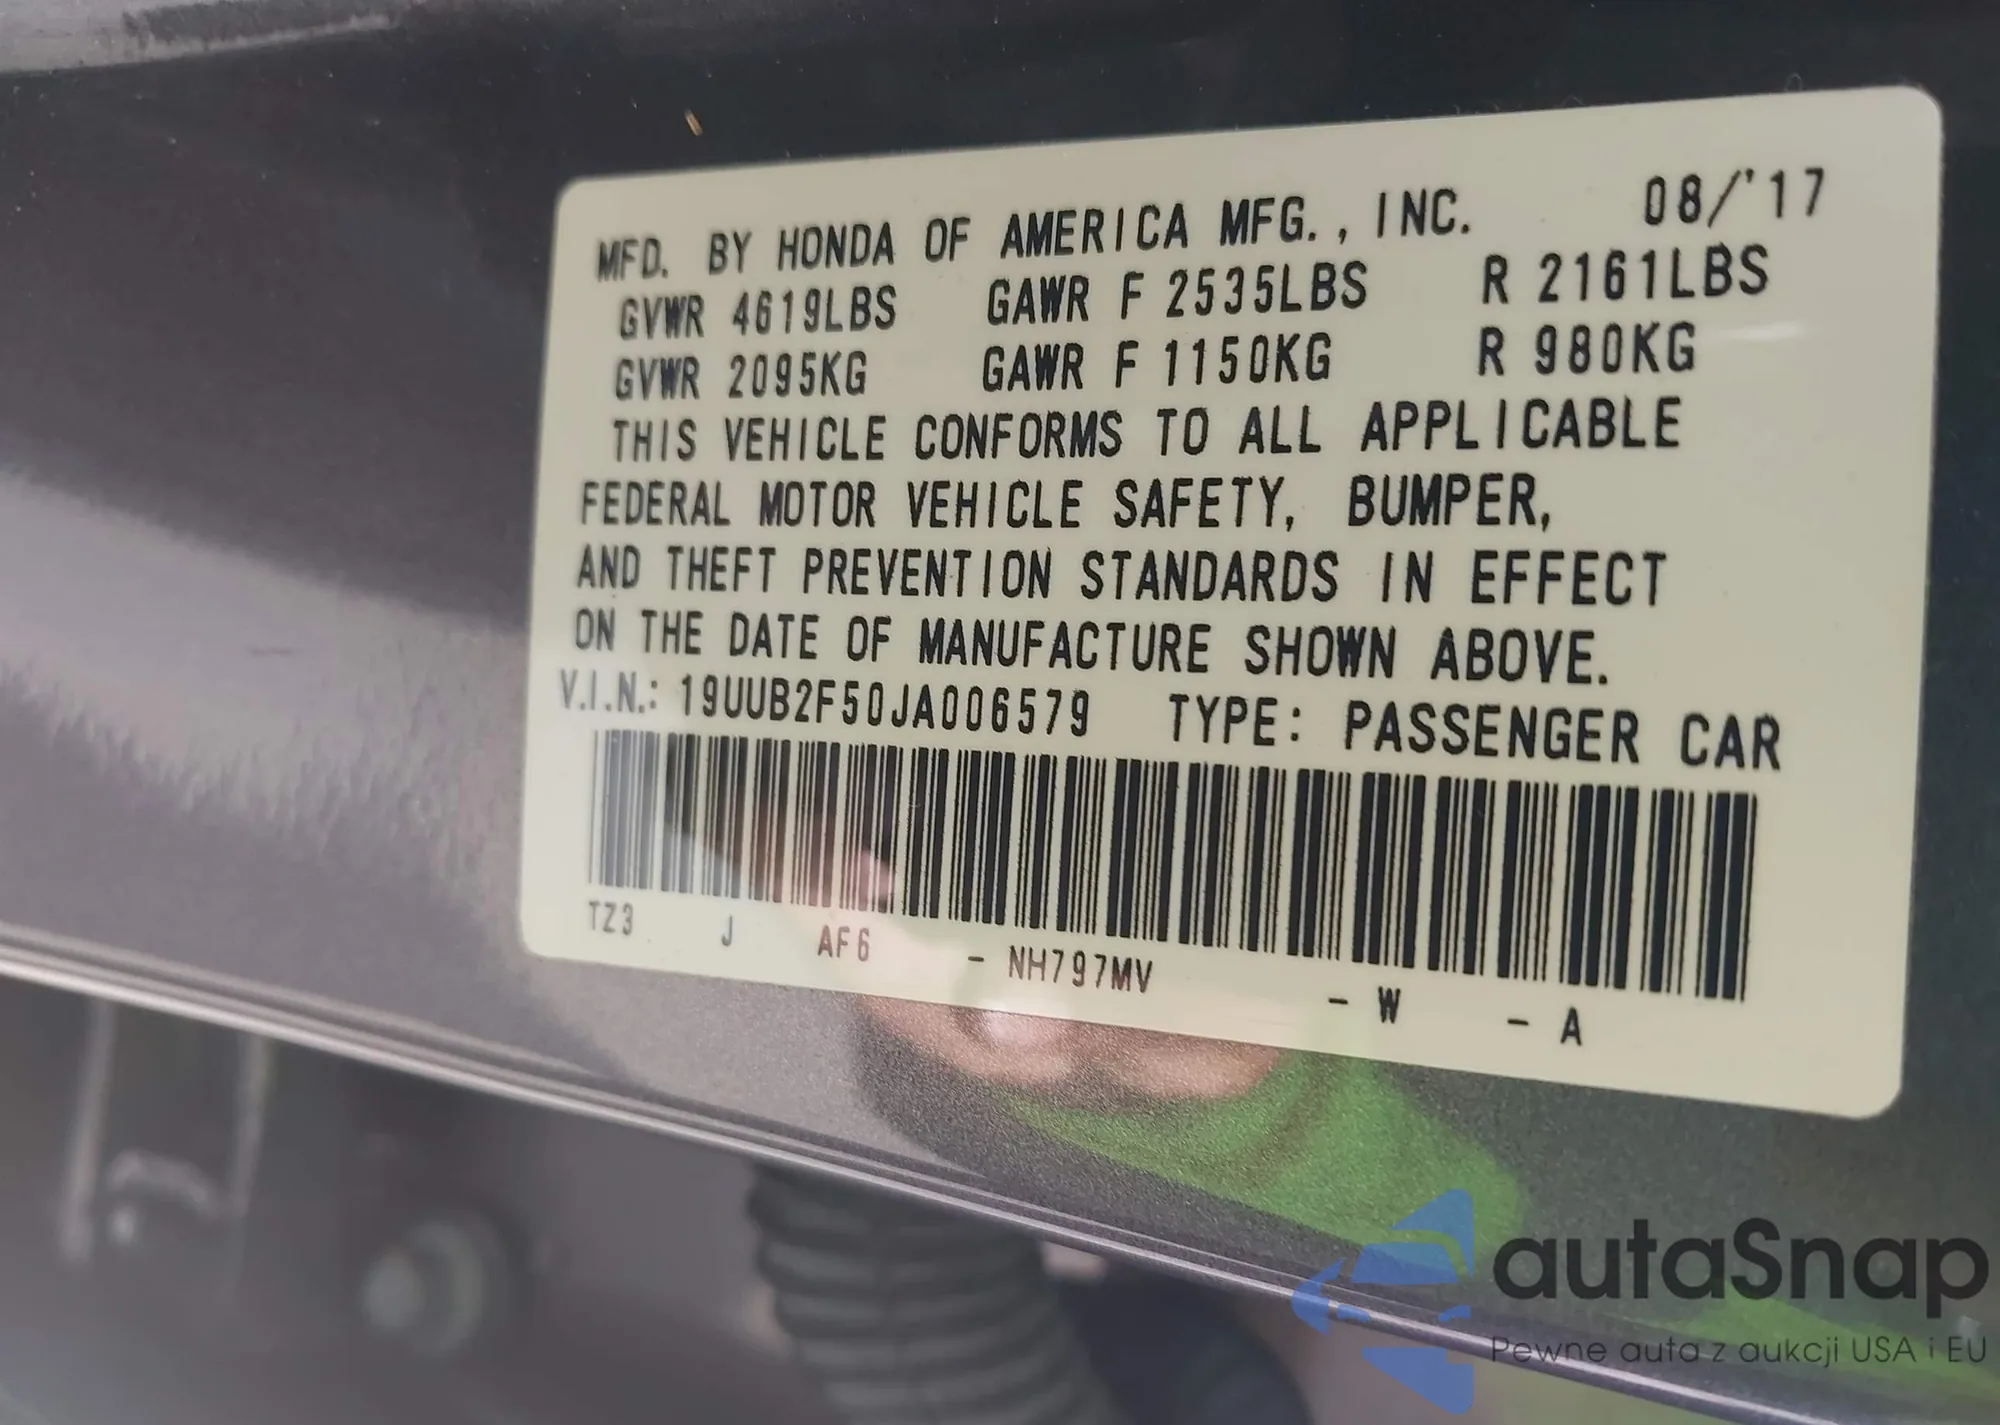 MFD. BY HONDA OF AMERICA MFG., INC. 08/'17
GVWR 4619LBS GAWR F 2535LBS R 2161LBS
GVWR 2095KG GAWR F 1150KG R 980KG
THIS VEHICLE CONFORMS TO ALL APPLICABLE
FEDERAL MOTOR VEHICLE SAFETY, BUMPER,
AND THEFT PREVENTION STANDARDS IN EFFECT
ON THE DATE OF MANUFACTURE SHOWN ABOVE.
V.I.N.: 19UUB2F50JA006579 TYPE: PASSENGER CAR
TZ3 J AF6 - NH797MV - W - A
autaSnap
Pewne auta z aukcji USA i EU